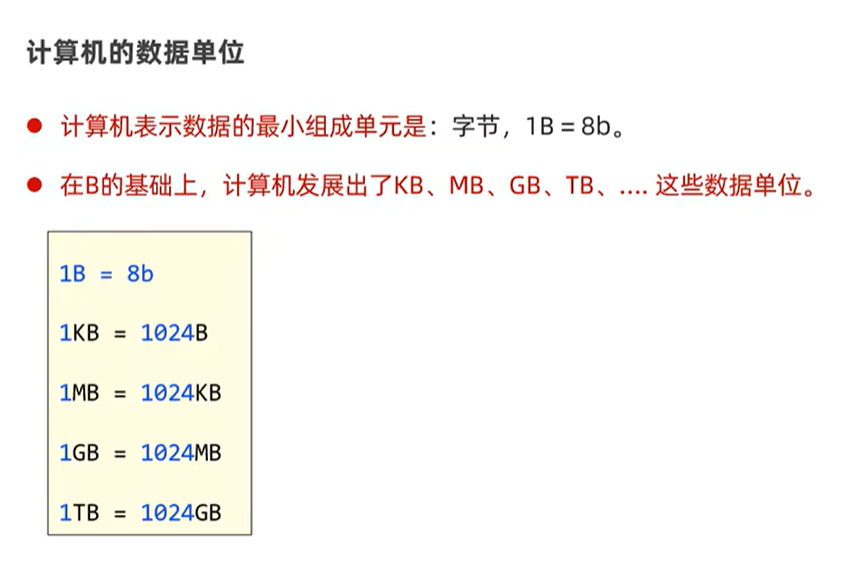 计算机的数据单位
计算机表示数据的最小组成单元是：字节，1B = 8b。
在B的基础上，计算机发展出了KB、MB、GB、TB、.... 这些数据单位。
1B = 8b
1KB = 1024B
1MB = 1024KB
1GB = 1024MB
1TB = 1024GB